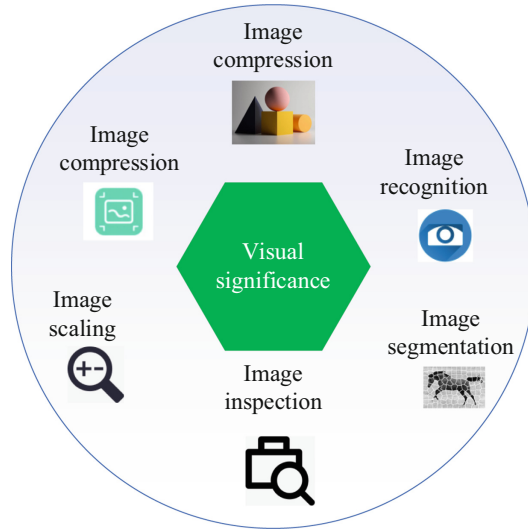 Image
compression
Image
compression
Image
recognition
Visual
significance
Image
scaling
Image
segmentation
Image
inspection